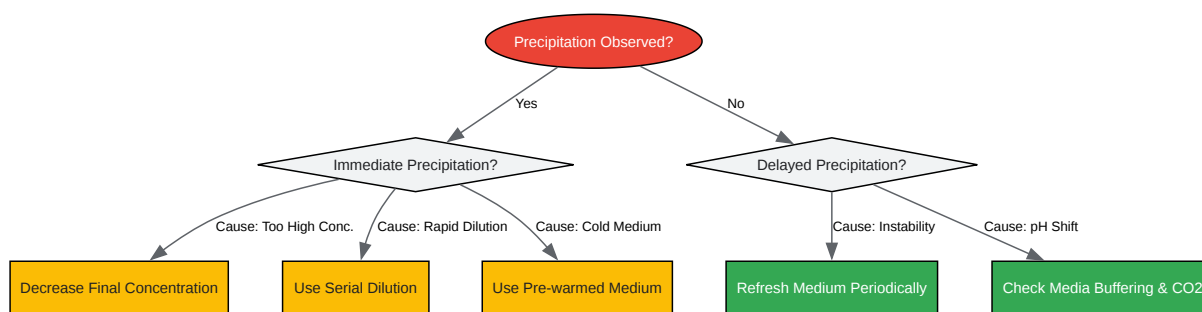 Precipitation Observed?
Yes
No
Immediate Precipitation?
Delayed Precipitation?
Cause: Too High Conc.
Cause: Rapid Dilution
Cause: Cold Medium
Cause: Instability
Cause: pH Shift
Decrease Final Concentration
Use Serial Dilution
Use Pre-warmed Medium
Refresh Medium Periodically
Check Media Buffering & CO2